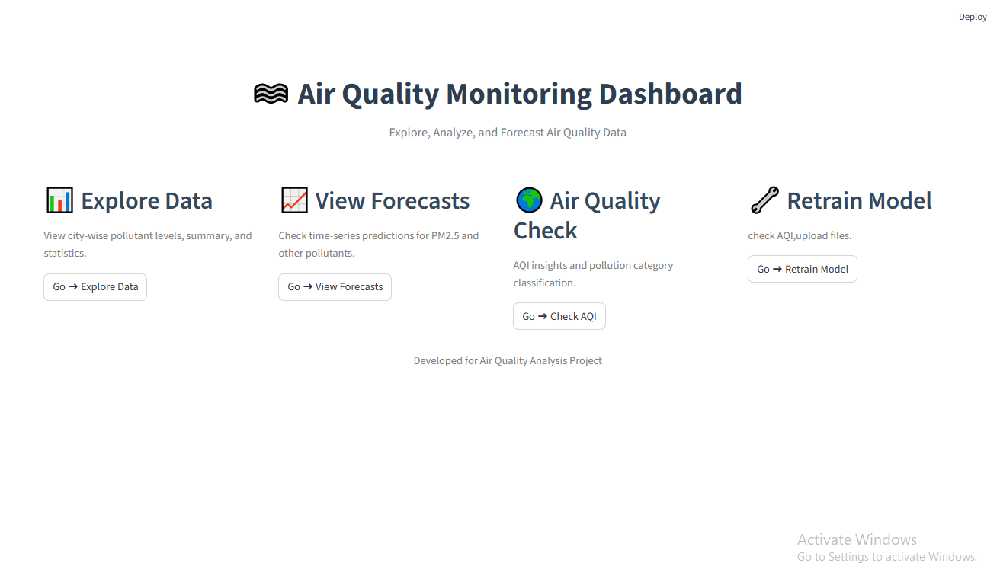 Deploy
Air Quality Monitoring Dashboard
Explore, Analyze, and Forecast Air Quality Data
Explore Data
View city-wise pollutant levels, summary, and
statistics.
Go → Explore Data
View Forecasts
Check time-series predictions for PM2.5 and
other pollutants.
Go → View Forecasts
Air Quality
Check
AQI insights and pollution category
classification.
Go → Check AQI
Retrain Model
check AQI,upload files.
Go → Retrain Model
Developed for Air Quality Analysis Project
Activate Windows
Go to Settings to activate Windows.